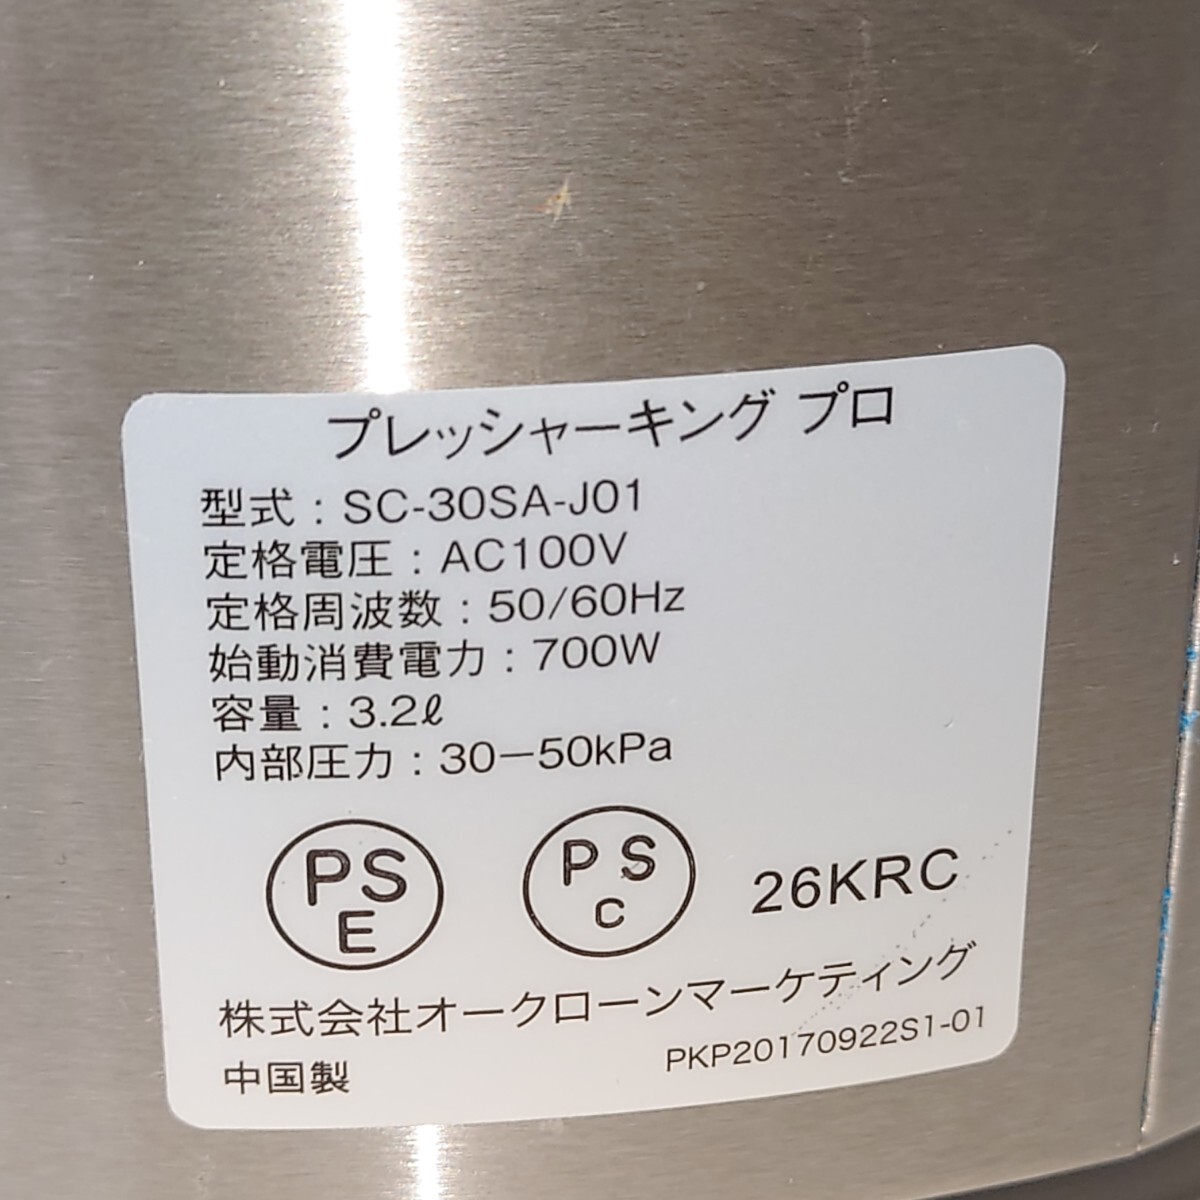 プレッシャーキング プロ
型式 : SC-30SA-J01
定格電圧 : AC100V
定格周波数 : 50/60Hz
始動消費電力 : 700W
容量 : 3.2ℓ
内部圧力 : 30−50kPa
PS
E
PS
C
26KRC
株式会社オークローンマーケティング
中国製
PKP20170922S1-01